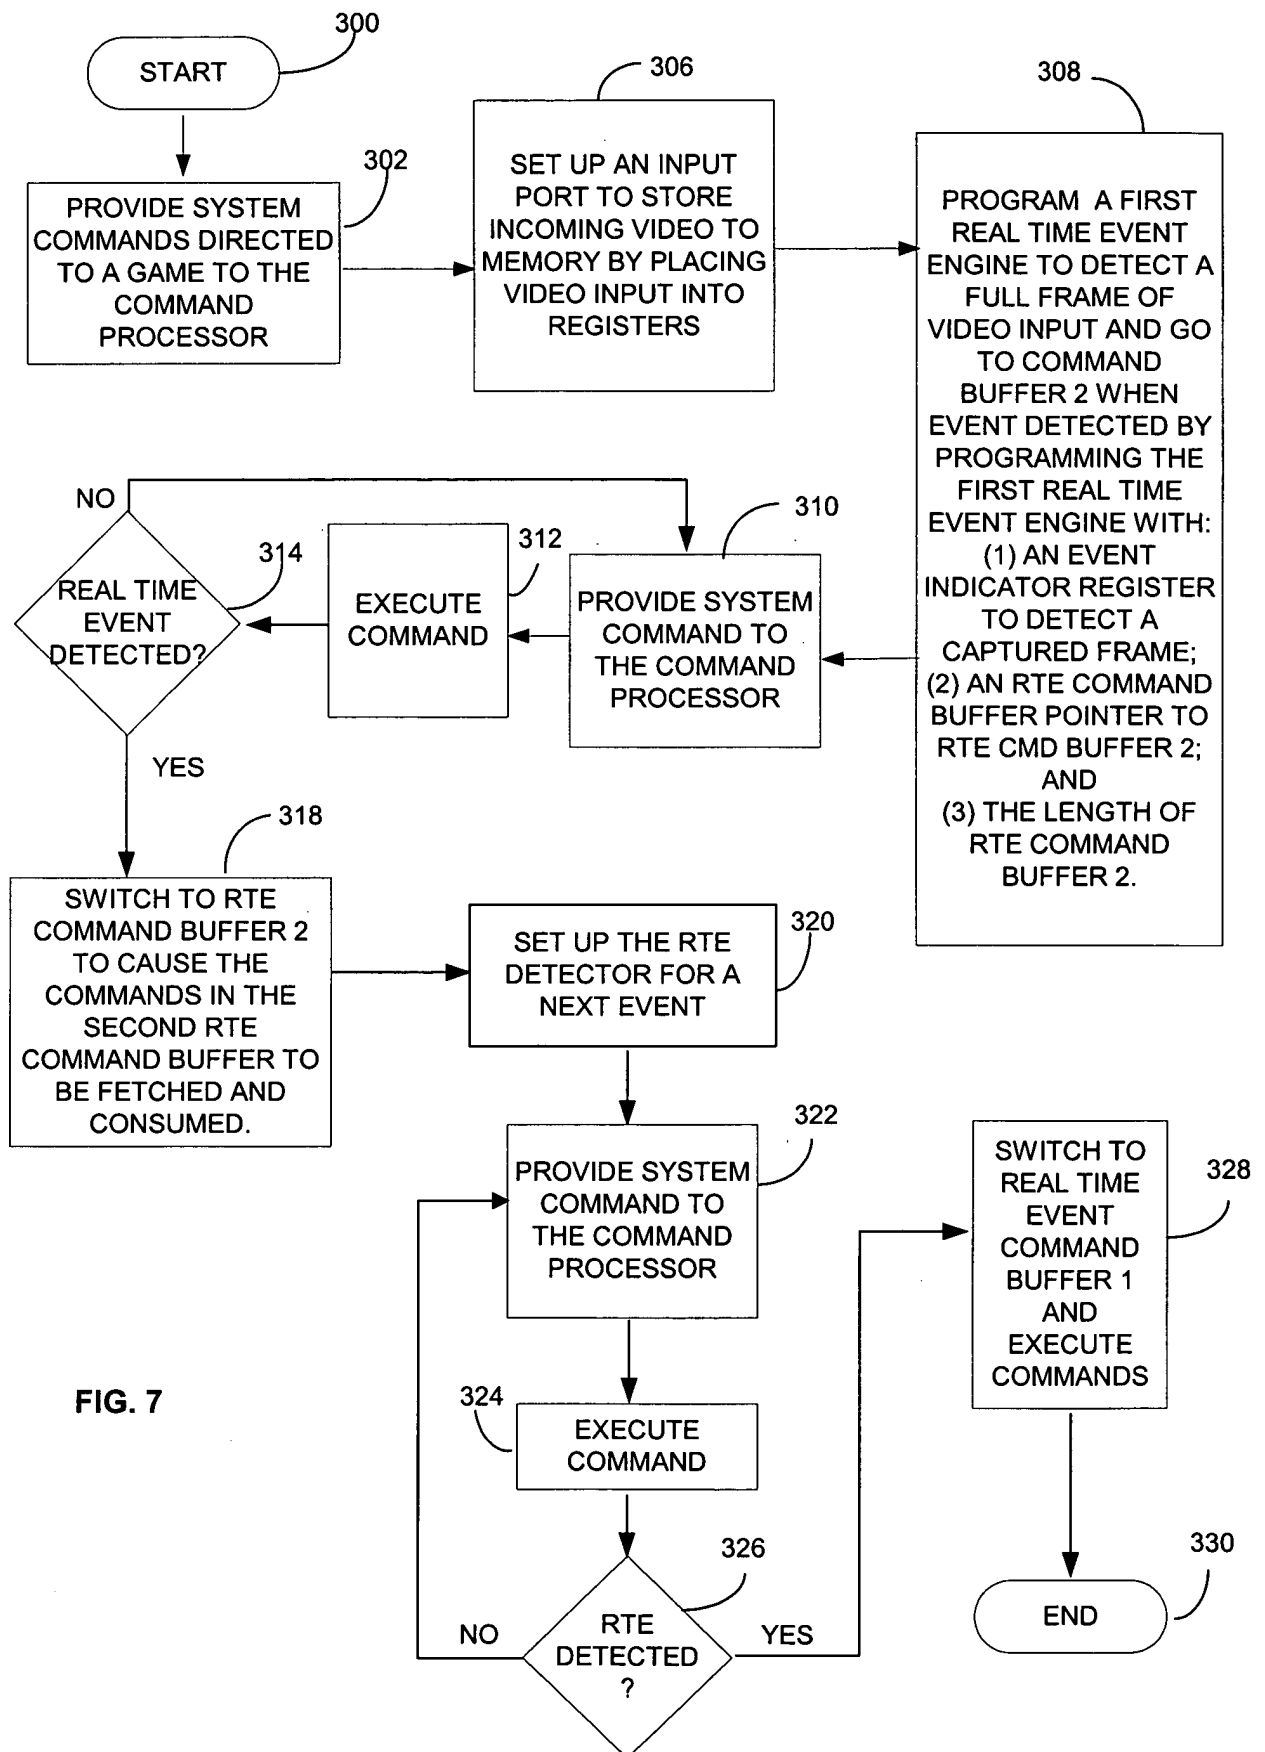 300
START
302
PROVIDE SYSTEM
COMMANDS DIRECTED
TO A GAME TO THE
COMMAND
PROCESSOR
306
SET UP AN INPUT
PORT TO STORE
INCOMING VIDEO TO
MEMORY BY PLACING
VIDEO INPUT INTO
REGISTERS
308
PROGRAM A FIRST
REAL TIME EVENT
ENGINE TO DETECT A
FULL FRAME OF
VIDEO INPUT AND GO
TO COMMAND
BUFFER 2 WHEN
EVENT DETECTED BY
PROGRAMMING THE
FIRST REAL TIME
EVENT ENGINE WITH:
(1) AN EVENT
INDICATOR REGISTER
TO DETECT A
CAPTURED FRAME;
(2) AN RTE COMMAND
BUFFER POINTER TO
RTE CMD BUFFER 2;
AND
(3) THE LENGTH OF
RTE COMMAND
BUFFER 2.
310
PROVIDE SYSTEM
COMMAND TO
THE COMMAND
PROCESSOR
312
EXECUTE
COMMAND
314
REAL TIME
EVENT
DETECTED?
NO
YES
318
SWITCH TO RTE
COMMAND BUFFER 2
TO CAUSE THE
COMMANDS IN THE
SECOND RTE
COMMAND BUFFER TO
BE FETCHED AND
CONSUMED.
320
SET UP THE RTE
DETECTOR FOR A
NEXT EVENT
322
PROVIDE SYSTEM
COMMAND TO
THE COMMAND
PROCESSOR
324
EXECUTE
COMMAND
326
RTE
DETECTED
?
NO
YES
328
SWITCH TO
REAL TIME
EVENT
COMMAND
BUFFER 1
AND
EXECUTE
COMMANDS
330
END
FIG. 7